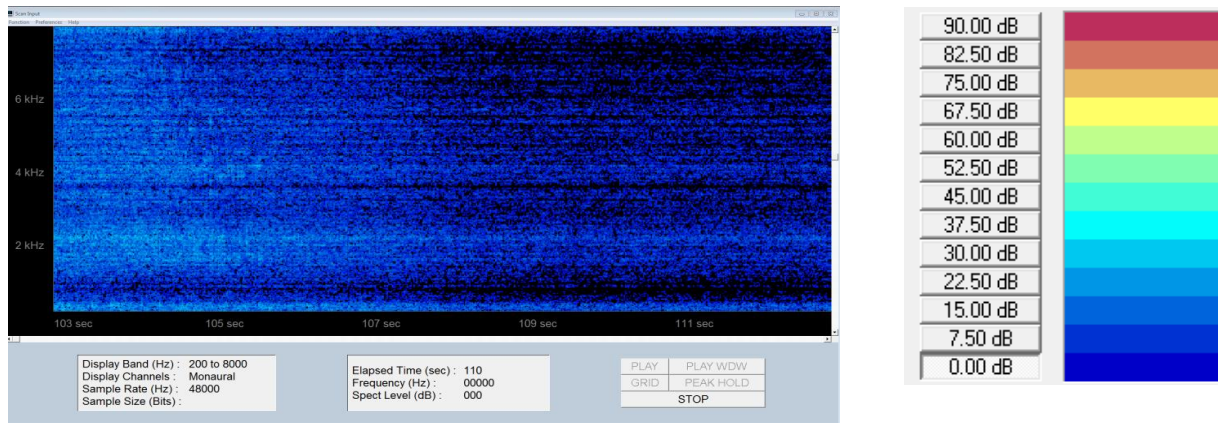 Scan Input
Function Preferences Help
6 kHz
4 kHz
2 kHz
103 sec 105 sec 107 sec 109 sec 111 sec
Display Band (Hz) : 200 to 8000
Display Channels : Monaural
Sample Rate (Hz) : 48000
Sample Size (Bits) :
Elapsed Time (sec) : 110
Frequency (Hz) : 00000
Spect Level (dB) : 000
PLAY PLAY WDW
GRID PEAK HOLD
STOP
90.00 dB
82.50 dB
75.00 dB
67.50 dB
60.00 dB
52.50 dB
45.00 dB
37.50 dB
30.00 dB
22.50 dB
15.00 dB
7.50 dB
0.00 dB